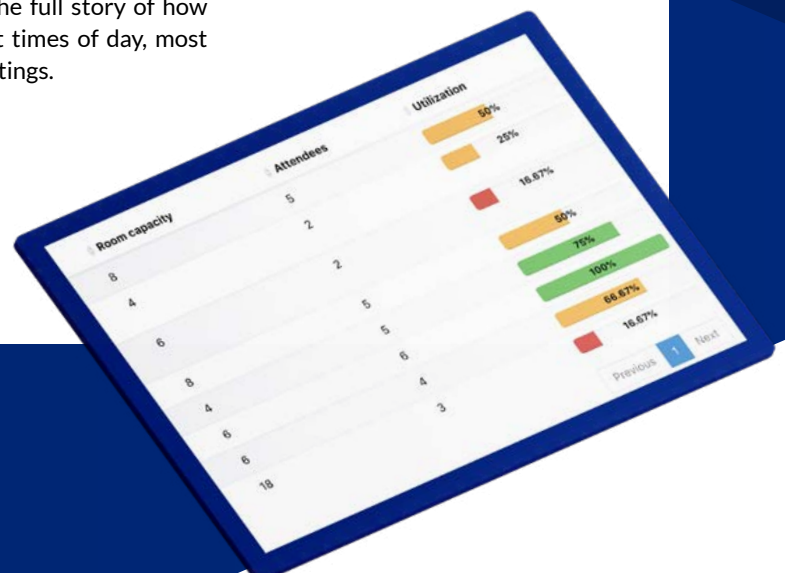 he full story of how
t times of day, most
tings.
Room capacity Attendees Utilization
8 5 50%
4 2 25%
6 2 16.67%
8 5 50%
4 5 75%
6 6 100%
6 4 66.67%
18 3 16.67%
Previous 1 Next